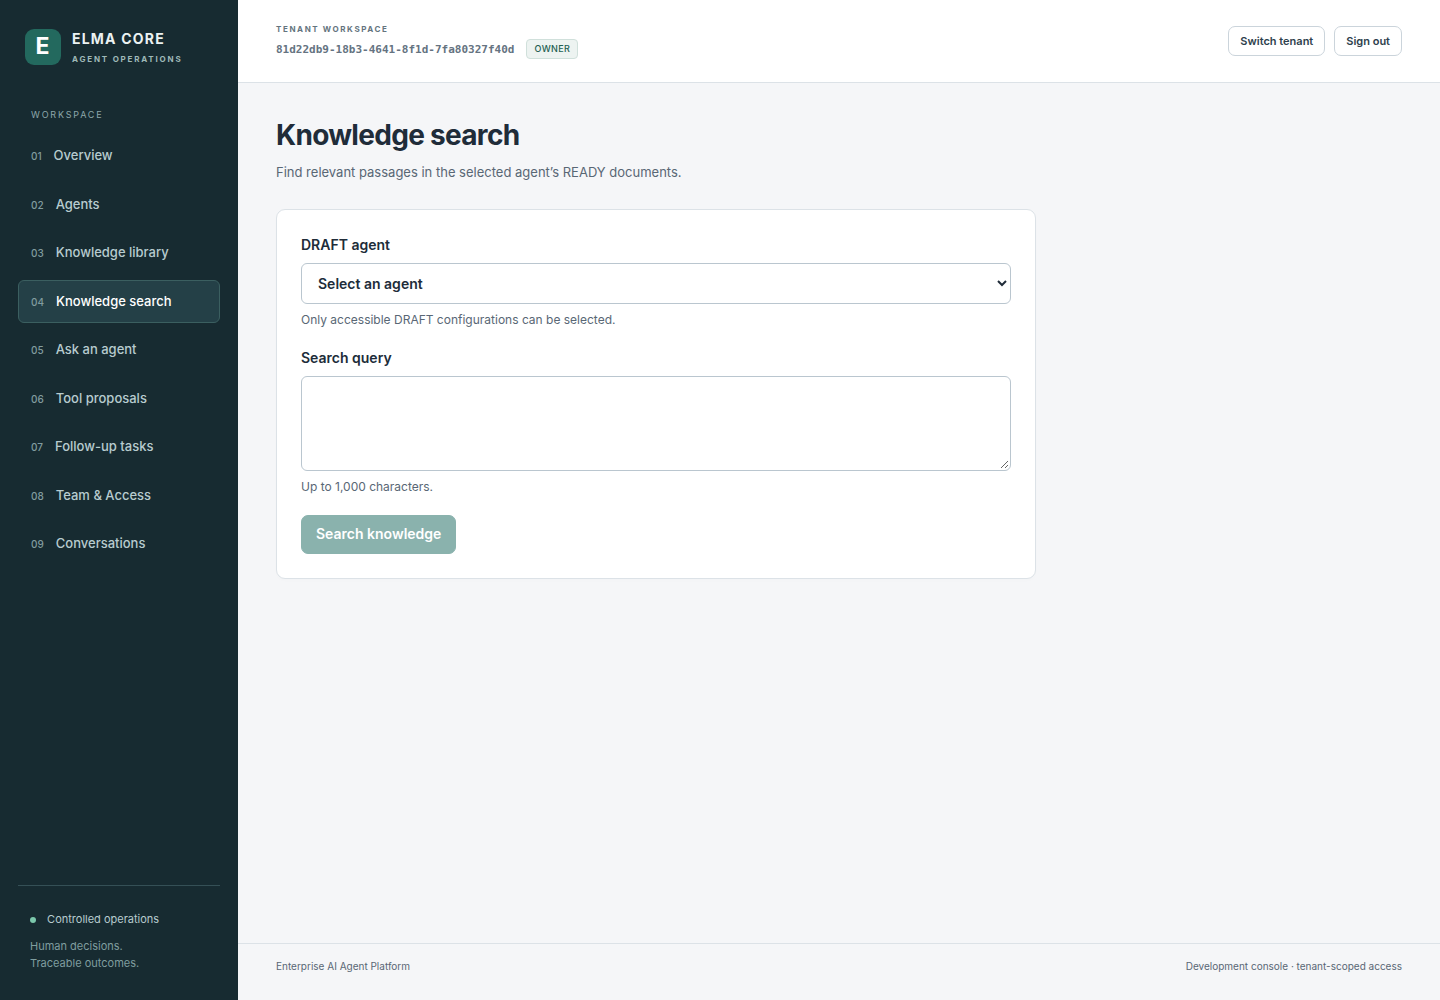 E
ELMA CORE
AGENT OPERATIONS
WORKSPACE
01 Overview
02 Agents
03 Knowledge library
04 Knowledge search
05 Ask an agent
06 Tool proposals
07 Follow-up tasks
08 Team & Access
09 Conversations
Controlled operations
Human decisions.
Traceable outcomes.
TENANT WORKSPACE
81d22db9-18b3-4641-8f1d-7fa80327f40d OWNER
Switch tenant
Sign out
Knowledge search
Find relevant passages in the selected agent’s READY documents.
DRAFT agent
Select an agent
Only accessible DRAFT configurations can be selected.
Search query
Up to 1,000 characters.
Search knowledge
Enterprise AI Agent Platform
Development console · tenant-scoped access